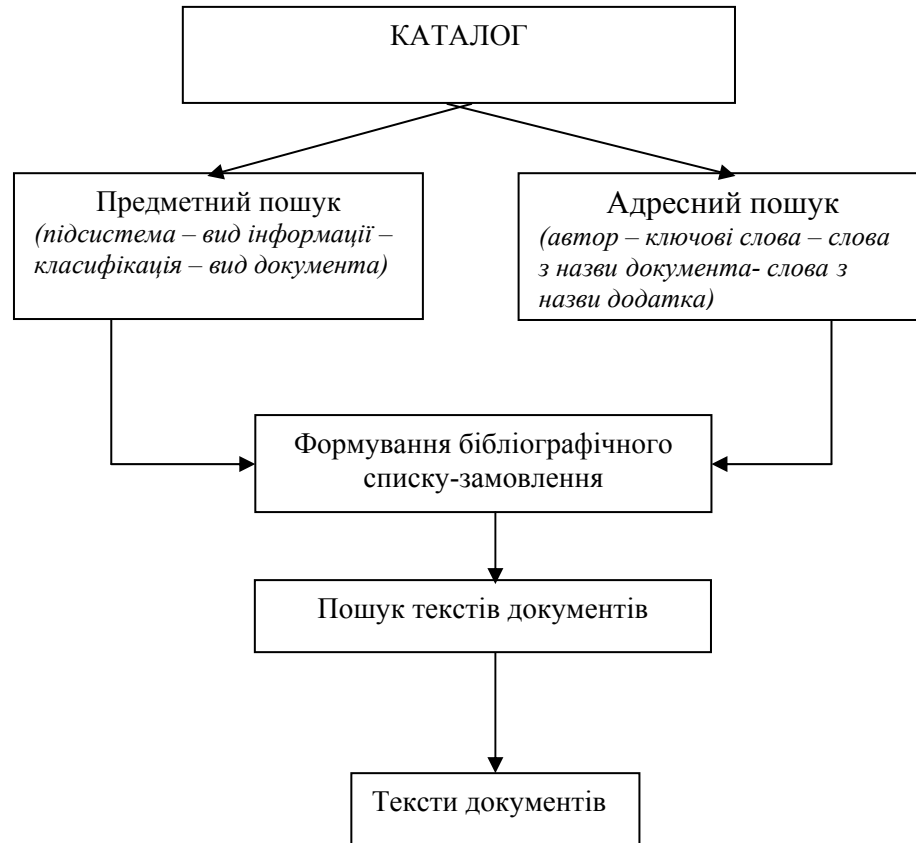 КАТАЛОГ
Предметний пошук
(підсистема – вид інформації –
класифікація – вид документа)
Адресний пошук
(автор – ключові слова – слова
з назви документа- слова з
назви додатка)
Формування бібліографічного
списку-замовлення
Пошук текстів документів
Тексти документів